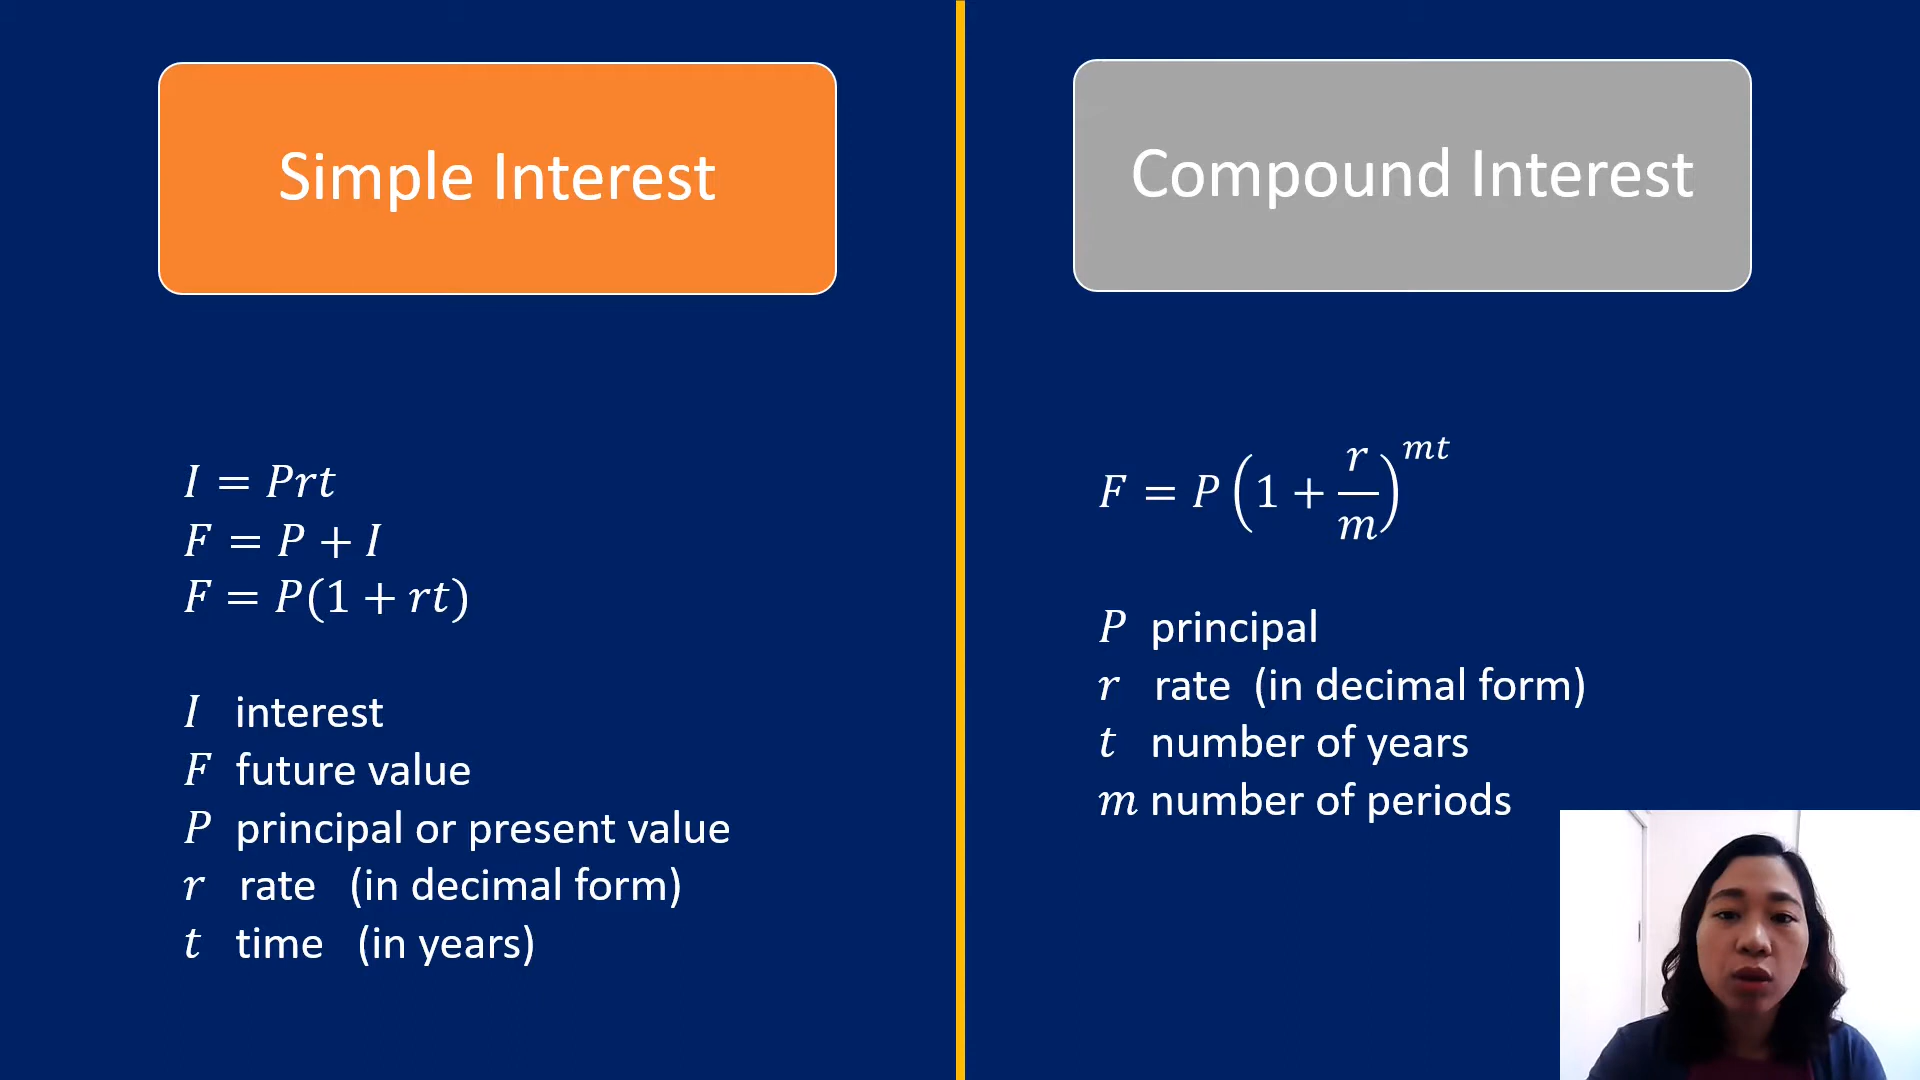 Simple Interest
I = Prt
F = P + I
F = P(1 + rt)
I interest
F future value
P principal or present value
r rate (in decimal form)
t time (in years)
Compound Interest
F = P(1 + r/m)^{mt}
P principal
r rate (in decimal form)
t number of years
m number of periods